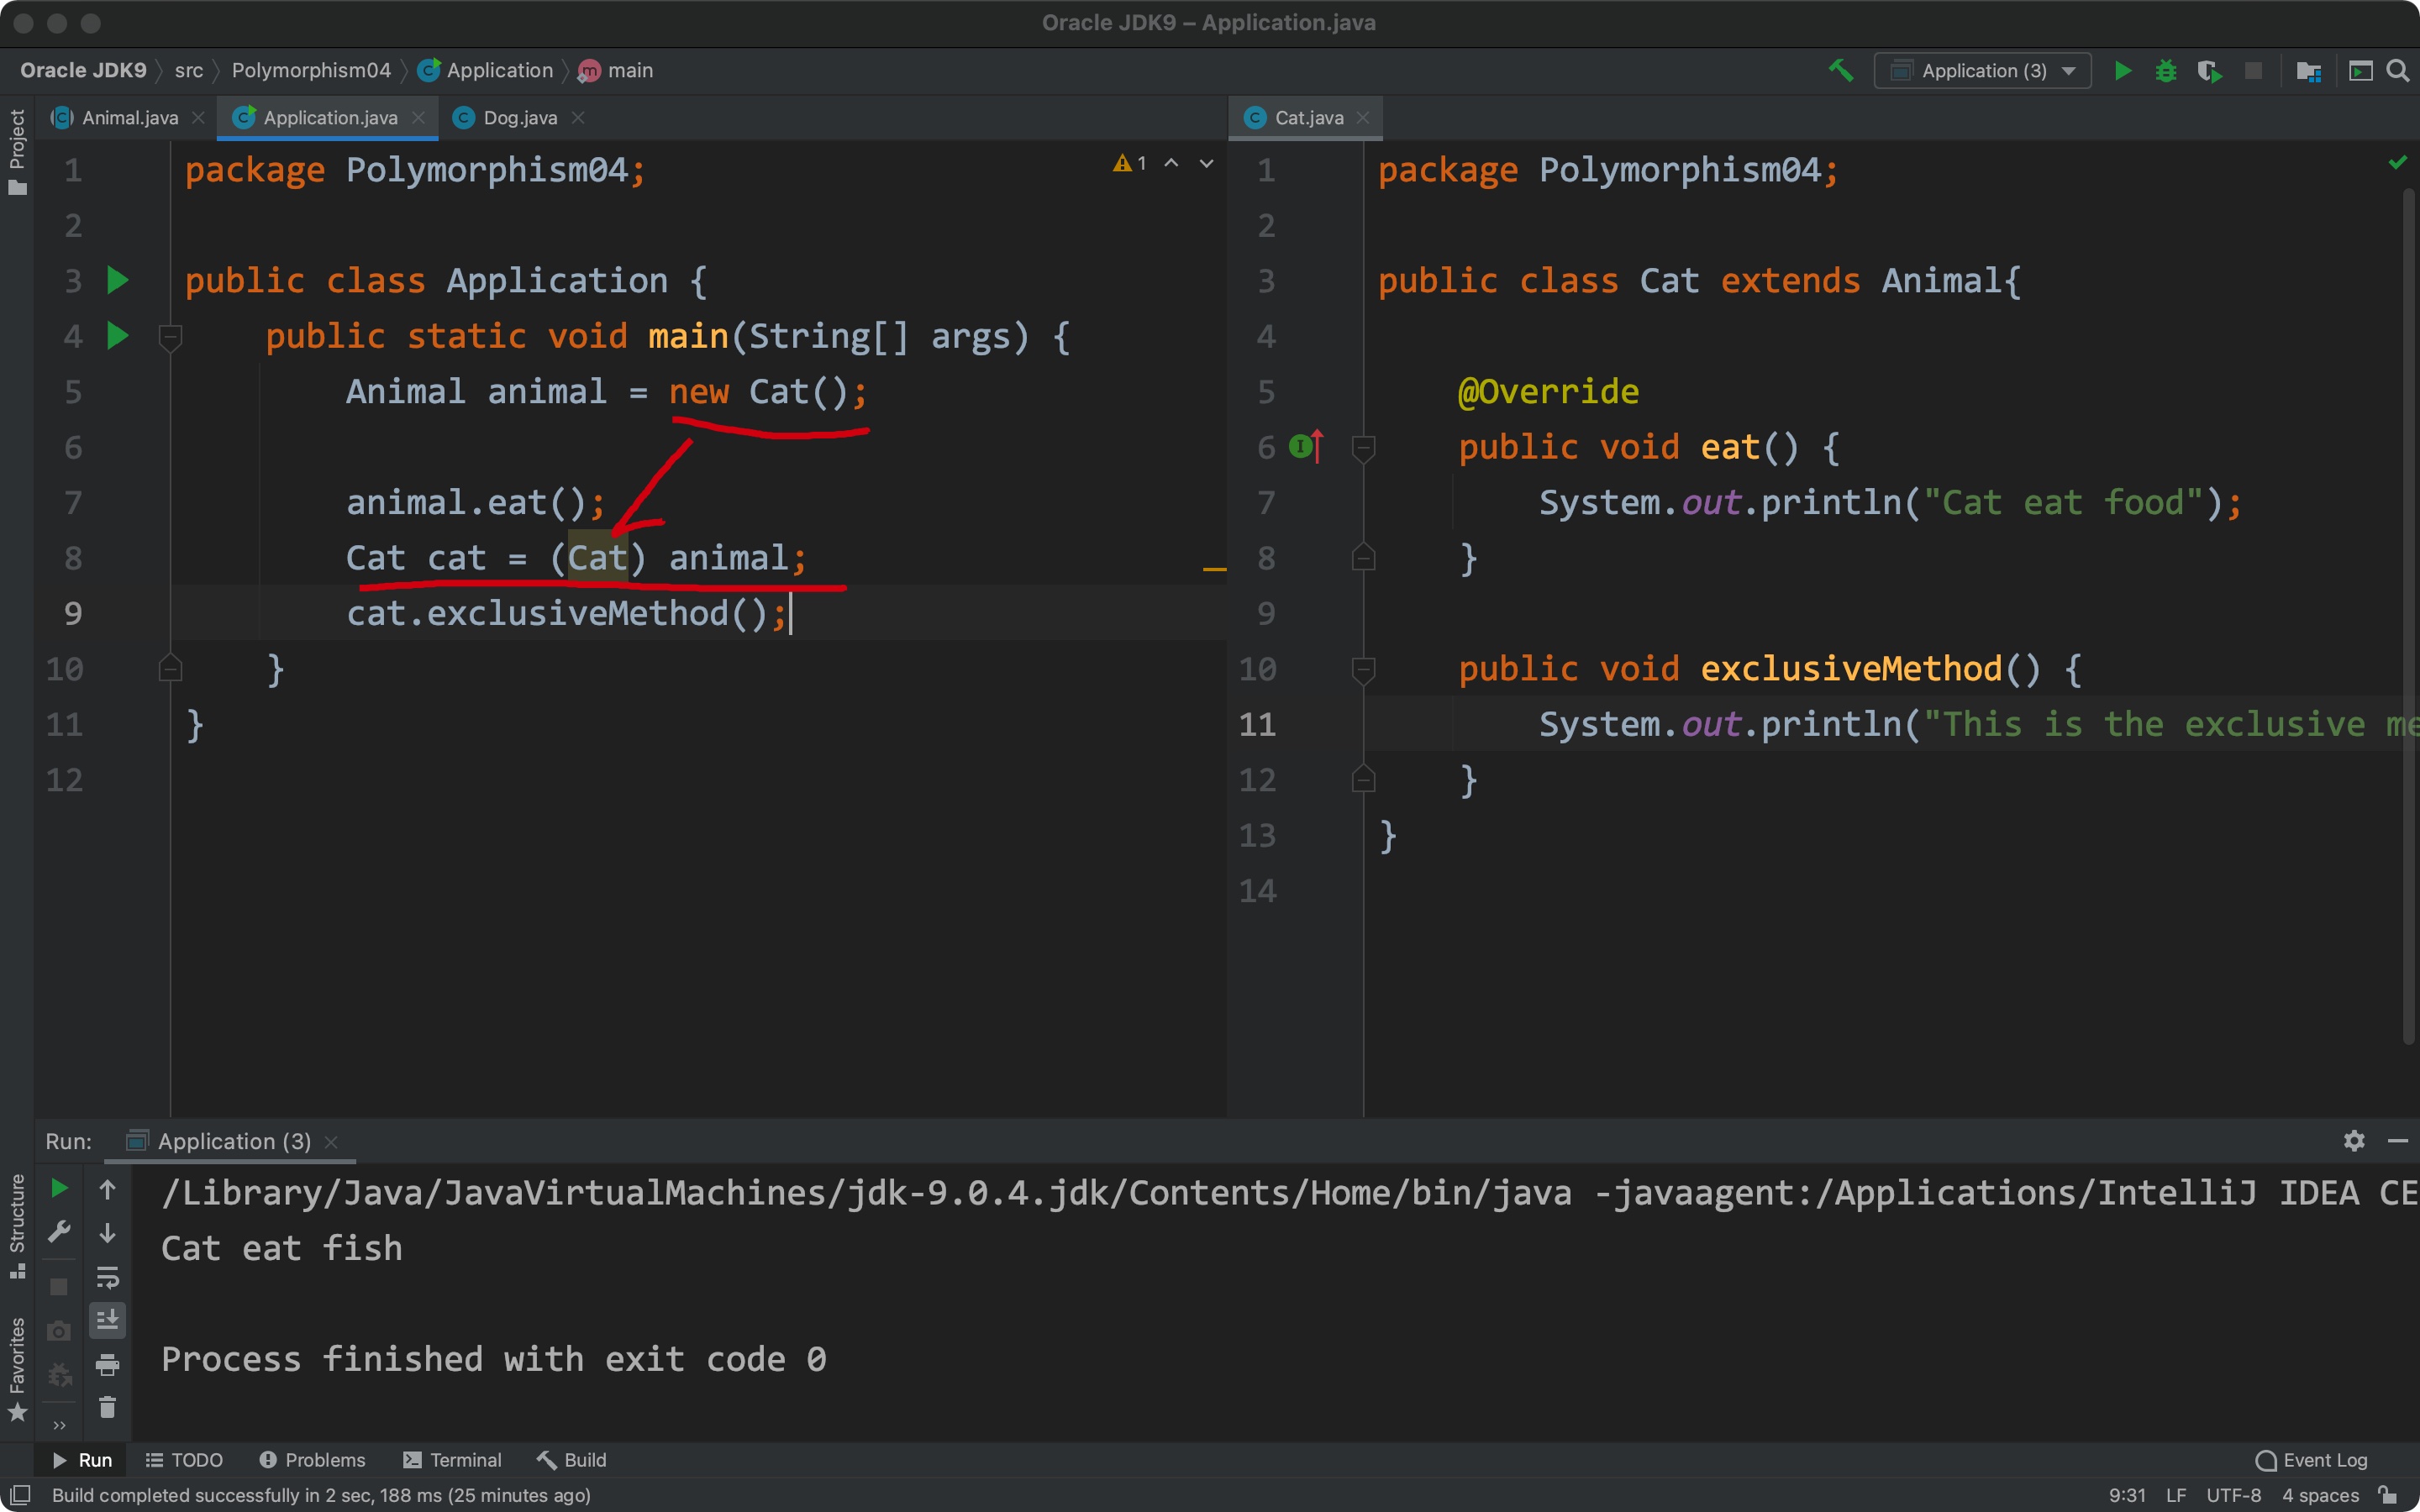 Oracle JDK9 – Application.java
Oracle JDK9 src Polymorphism04 Application main Application (3)
Animal.java Application.java Dog.java
Project
1 package Polymorphism04; 1
2
3 public class Application {
4 public static void main(String[] args) {
5 Animal animal = new Cat();
6
7 animal.eat();
8 Cat cat = (Cat) animal;
9 cat.exclusiveMethod();
10 }
11 }
12
Cat.java
1 package Polymorphism04;
2
3 public class Cat extends Animal{
4
5 @Override
6 public void eat() {
7 System.out.println("Cat eat food");
8 }
9
10 public void exclusiveMethod() {
11 System.out.println("This is the exclusive me
12 }
13 }
14
Run: Application (3)
/Library/Java/JavaVirtualMachines/jdk-9.0.4.jdk/Contents/Home/bin/java -javaagent:/Applications/IntelliJ IDEA CE
Cat eat fish
Process finished with exit code 0
Structure
Favorites
Run TODO Problems Terminal Build Event Log
Build completed successfully in 2 sec, 188 ms (25 minutes ago) 9:31 LF UTF-8 4 spaces